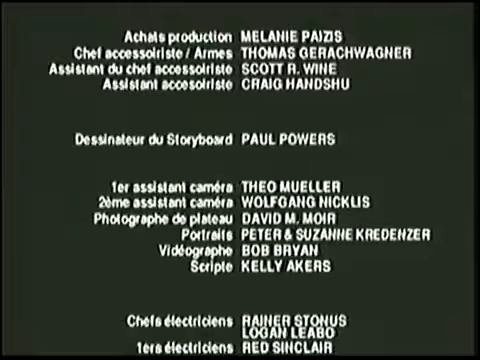 Achats production MELANIE PAIZIS
Chef accessoiriste / Armes THOMAS GERACHWAGNER
Assistant du chef accessoiriste SCOTT R. WINE
Assistant accesoiriste CRAIG HANDSHU
Dessinateur du Storyboard PAUL POWERS
1er assistant caméra THEO MUELLER
2ème assistant caméra WOLFGANG NICKLIS
Photographe de plateau DAVID M. MOIR
Portraits PETER & SUZANNE KREDENZER
Vidéographe BOB BRYAN
Scripte KELLY AKERS
Chefs électriciens RAINER STONUS
LOGAN LEABO
1ers électriciens RED SINCLAIR